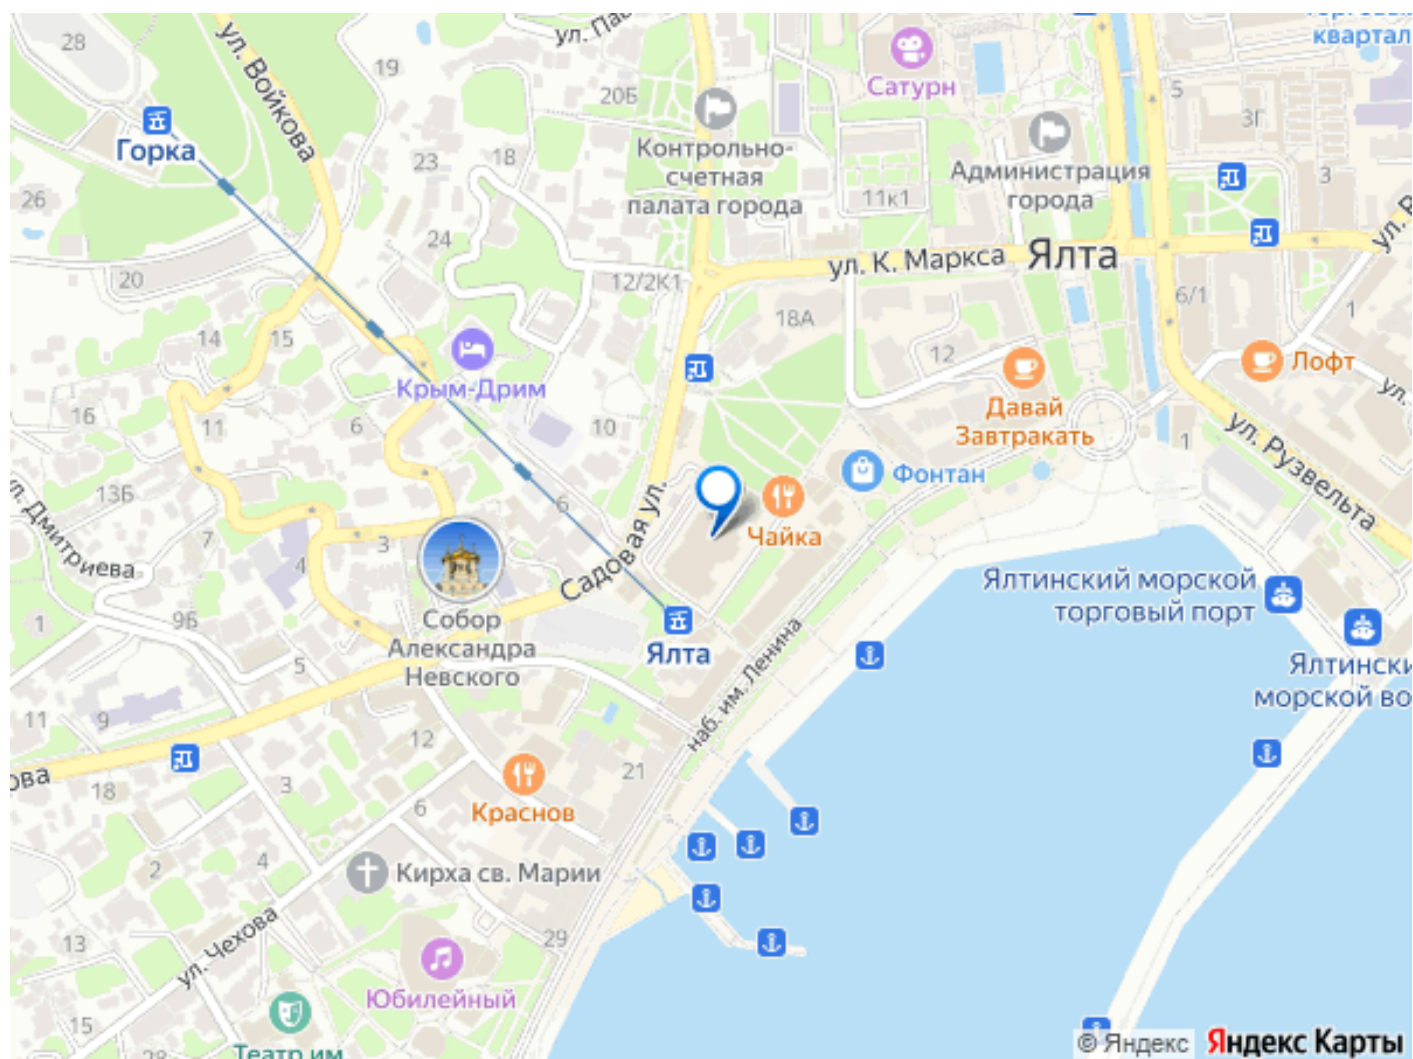 28
ул. Войкова
19
ул. Пав
20Б
Сатурн
квартал
5
3Г
3
Горка
23
18
Контрольно-
счетная
палата города
11к1
Администрация
города
26
24
20
12/2К1
ул. К. Маркса
Ялта
6/1
1
14
15
18А
12
Крым-Дрим
Лофт
Давай
Завтракать
16
11
6
10
1
ул. Рузвельта
Фонтан
13Б
6
Чайка
ул. Дмитриева
7
4
3
Садовая ул.
Ялтинский морской
торговый порт
1
9Б
Собор
Александра
Невского
Ялта
наб. им. Ленина
5
Ялтински
морской во
11
9
12
ова
18
3
21
6
Краснов
2
4
Кирха св. Марии
13
ул. Чехова
29
Юбилейный
15
28
Театр им
© Яндекс
Яндекс Карты